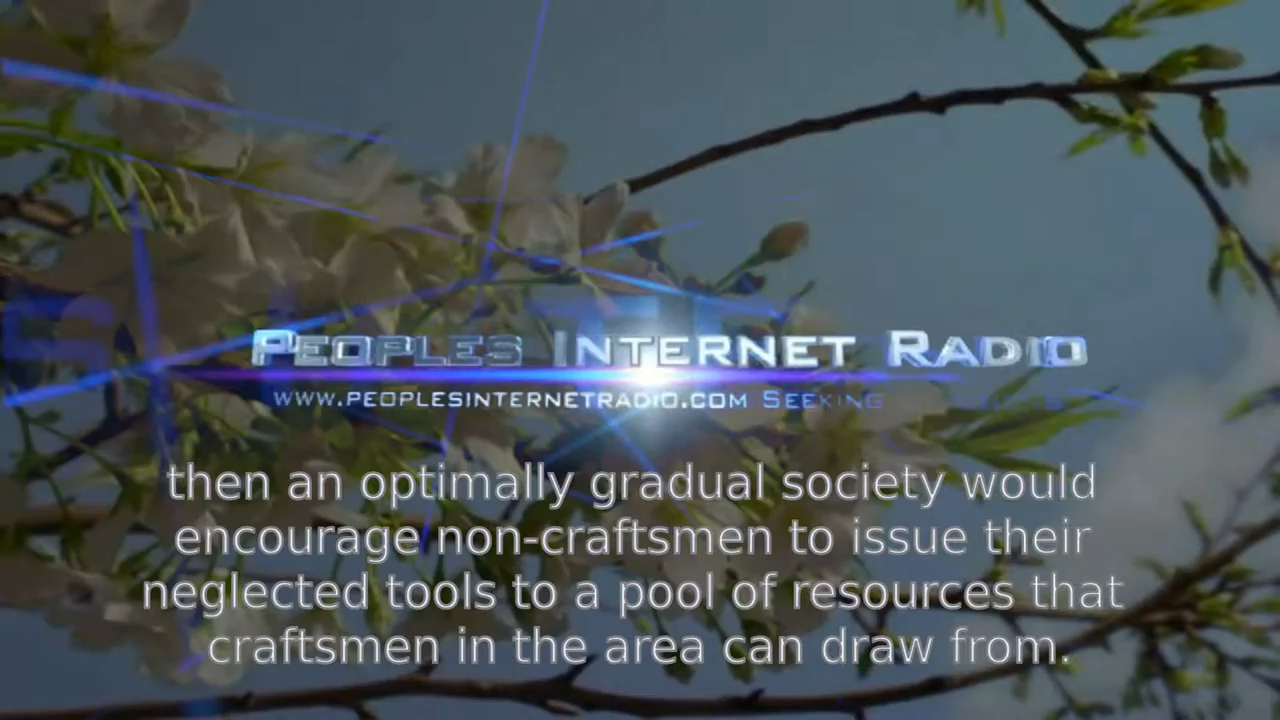 Peoples Internet Radio
www.peoplesinternetradio.com Seeking
then an optimally gradual society would
encourage non-craftsmen to issue their
neglected tools to a pool of resources that
craftsmen in the area can draw from.